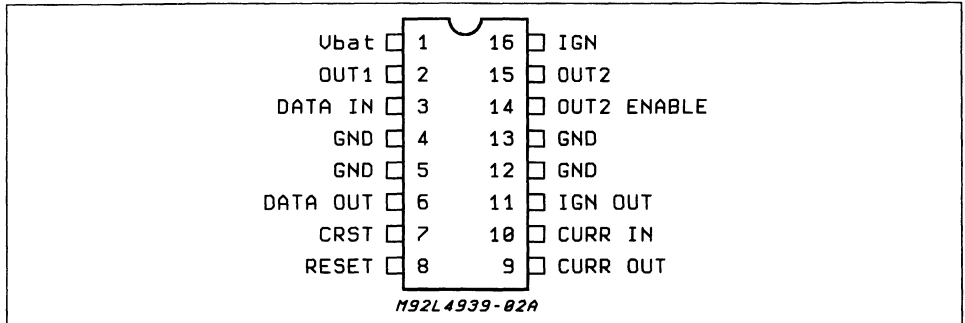 Vbat 1 16 IGN
OUT1 2 15 OUT2
DATA IN 3 14 OUT2 ENABLE
GND 4 13 GND
GND 5 12 GND
DATA OUT 6 11 IGN OUT
CRST 7 10 CURR IN
RESET 8 9 CURR OUT
M92L4939-02A